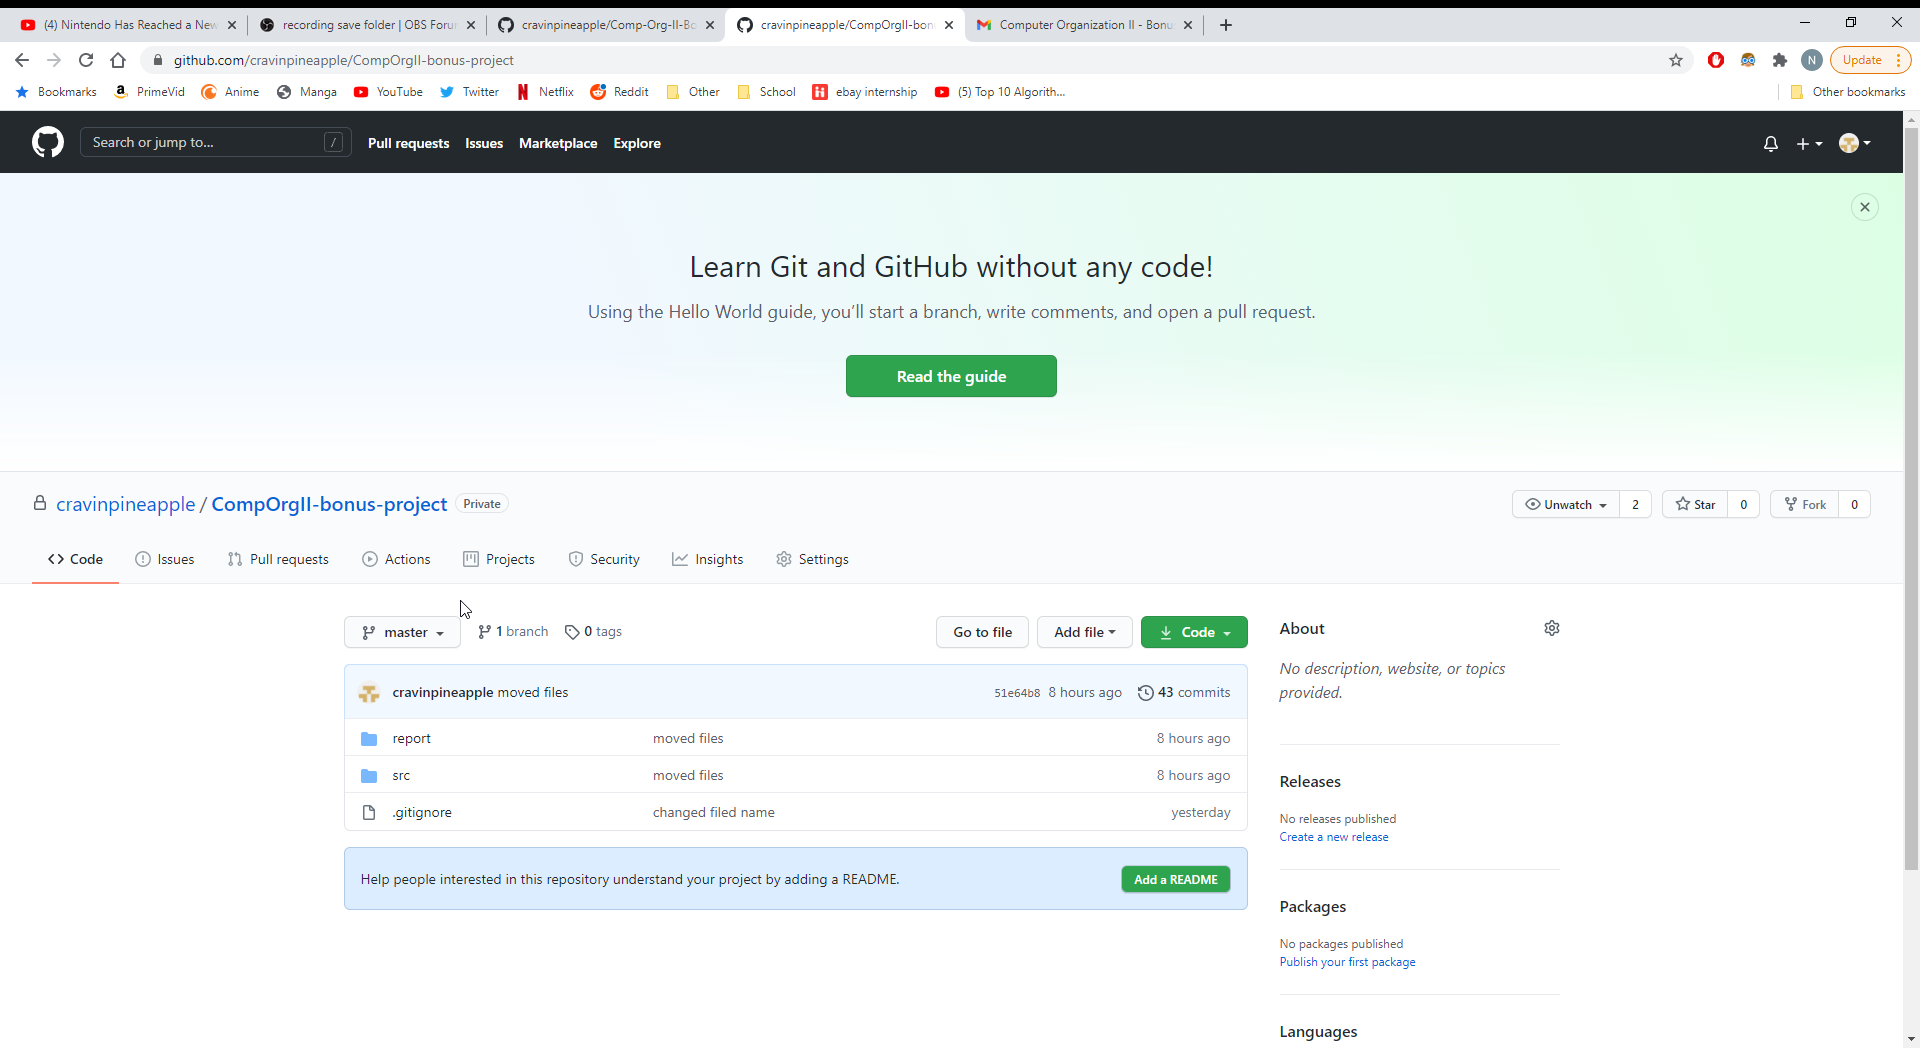 (4) Nintendo Has Reached a New
recording save folder | OBS Foru
cravinpineapple/Comp-Org-II-Bo
cravinpineapple/CompOrgII-bon
Computer Organization II - Bonu
github.com/cravinpineapple/CompOrgII-bonus-project
N
Update
Bookmarks
PrimeVid
Anime
Manga
YouTube
Twitter
Netflix
Reddit
Other
School
ebay internship
(5) Top 10 Algorith...
Other bookmarks
Search or jump to...
/
Pull requests
Issues
Marketplace
Explore
Learn Git and GitHub without any code!
Using the Hello World guide, you’ll start a branch, write comments, and open a pull request.
Read the guide
cravinpineapple / CompOrgII-bonus-project Private
Unwatch 2
Star 0
Fork 0
Code
Issues
Pull requests
Actions
Projects
Security
Insights
Settings
master
1 branch
0 tags
Go to file
Add file
Code
cravinpineapple moved files
51e64b8 8 hours ago
43 commits
report moved files 8 hours ago
src moved files 8 hours ago
.gitignore changed filed name yesterday
Help people interested in this repository understand your project by adding a README.
Add a README
About
No description, website, or topics
provided.
Releases
No releases published
Create a new release
Packages
No packages published
Publish your first package
Languages